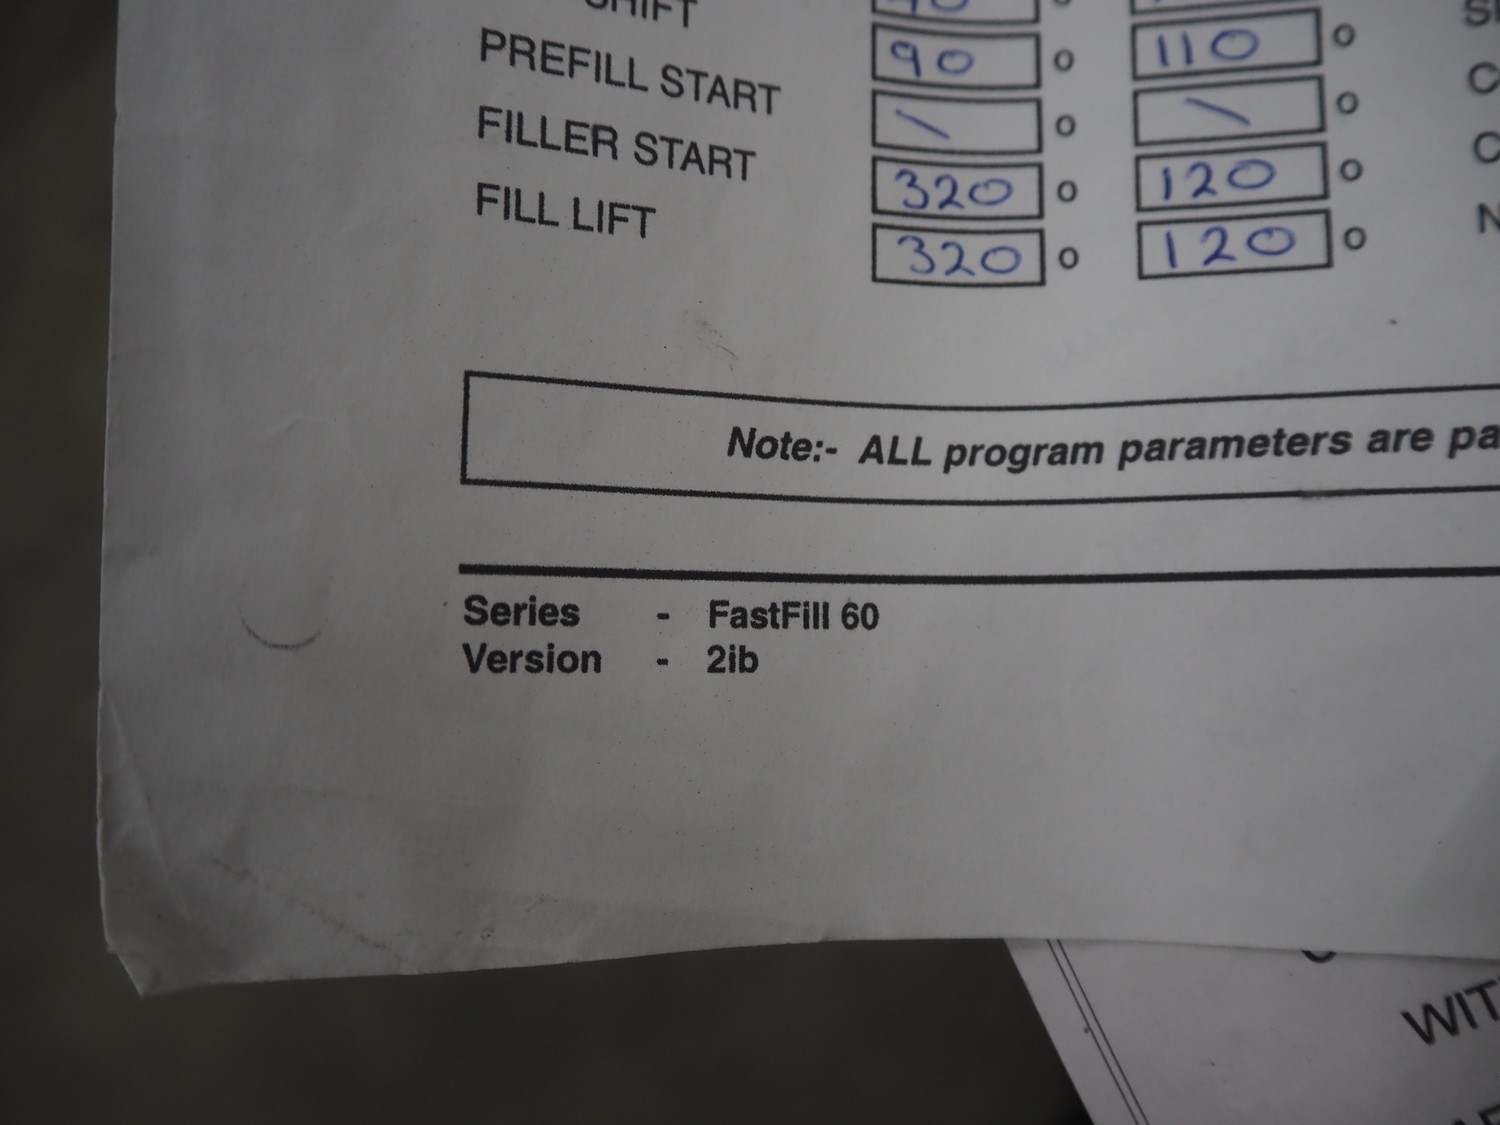 SHIFT 90 o 110 o
PREFILL START \ o \ o
FILLER START 320 o 120 o
FILL LIFT 320 o 120 o
Note:- ALL program parameters are pa
Series - FastFill 60
Version - 2ib
WIT